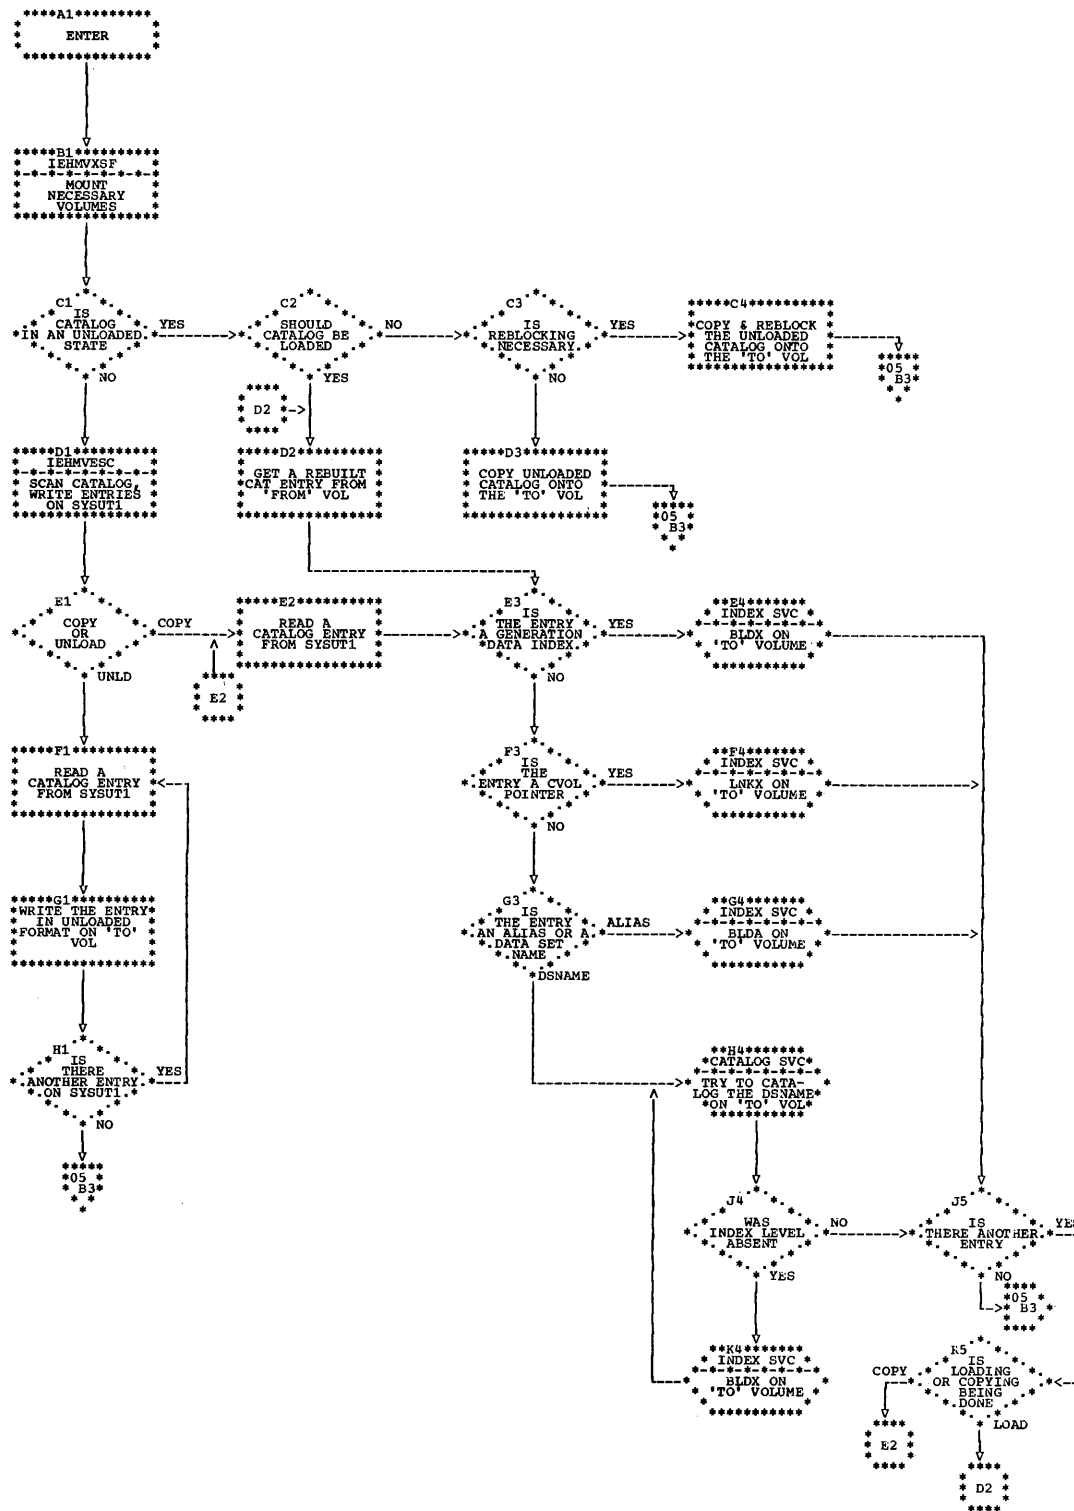 A1
ENTER
B1
IEHMVXSF
MOUNT
NECESSARY
VOLUMES
C1
IS
CATALOG
IN AN UNLOADED
STATE
YES
NO
C2
SHOULD
CATALOG BE
LOADED
NO
YES
C3
IS
REBLOCKING
NECESSARY
YES
NO
C4
COPY & REBLOCK
THE UNLOADED
CATALOG ONTO
THE 'TO' VOL
05
B3
D2
D1
IEHMVESC
SCAN CATALOG,
WRITE ENTRIES
ON SYSUT1
D2
GET A REBUILT
CAT ENTRY FROM
'FROM' VOL
D3
COPY UNLOADED
CATALOG ONTO
THE 'TO' VOL
05
B3
E1
COPY
OR
UNLOAD
COPY
UNLD
E2
READ A
CATALOG ENTRY
FROM SYSUT1
E2
E3
IS
THE ENTRY
A GENERATION
DATA INDEX
YES
NO
E4
INDEX SVC
BLDX ON
'TO' VOLUME
F1
READ A
CATALOG ENTRY
FROM SYSUT1
F3
IS
THE
ENTRY A CVOL
POINTER
YES
NO
F4
INDEX SVC
LNKX ON
'TO' VOLUME
G1
WRITE THE ENTRY
IN UNLOADED
FORMAT ON 'TO'
VOL
G3
IS
THE ENTRY
AN ALIAS OR A
DATA SET
NAME
ALIAS
DSNAME
G4
INDEX SVC
BLDA ON
'TO' VOLUME
H1
IS
THERE
ANOTHER ENTRY
ON SYSUT1
YES
NO
05
B3
H4
CATALOG SVC
TRY TO CATA-
LOG THE DSNAME
ON 'TO' VOL
J4
WAS
INDEX LEVEL
ABSENT
NO
YES
J5
IS
THERE ANOTHER
ENTRY
YES
NO
05
B3
K4
INDEX SVC
BLDX ON
'TO' VOLUME
IS
LOADING
OR COPYING
BEING
DONE
COPY
LOAD
E2
D2